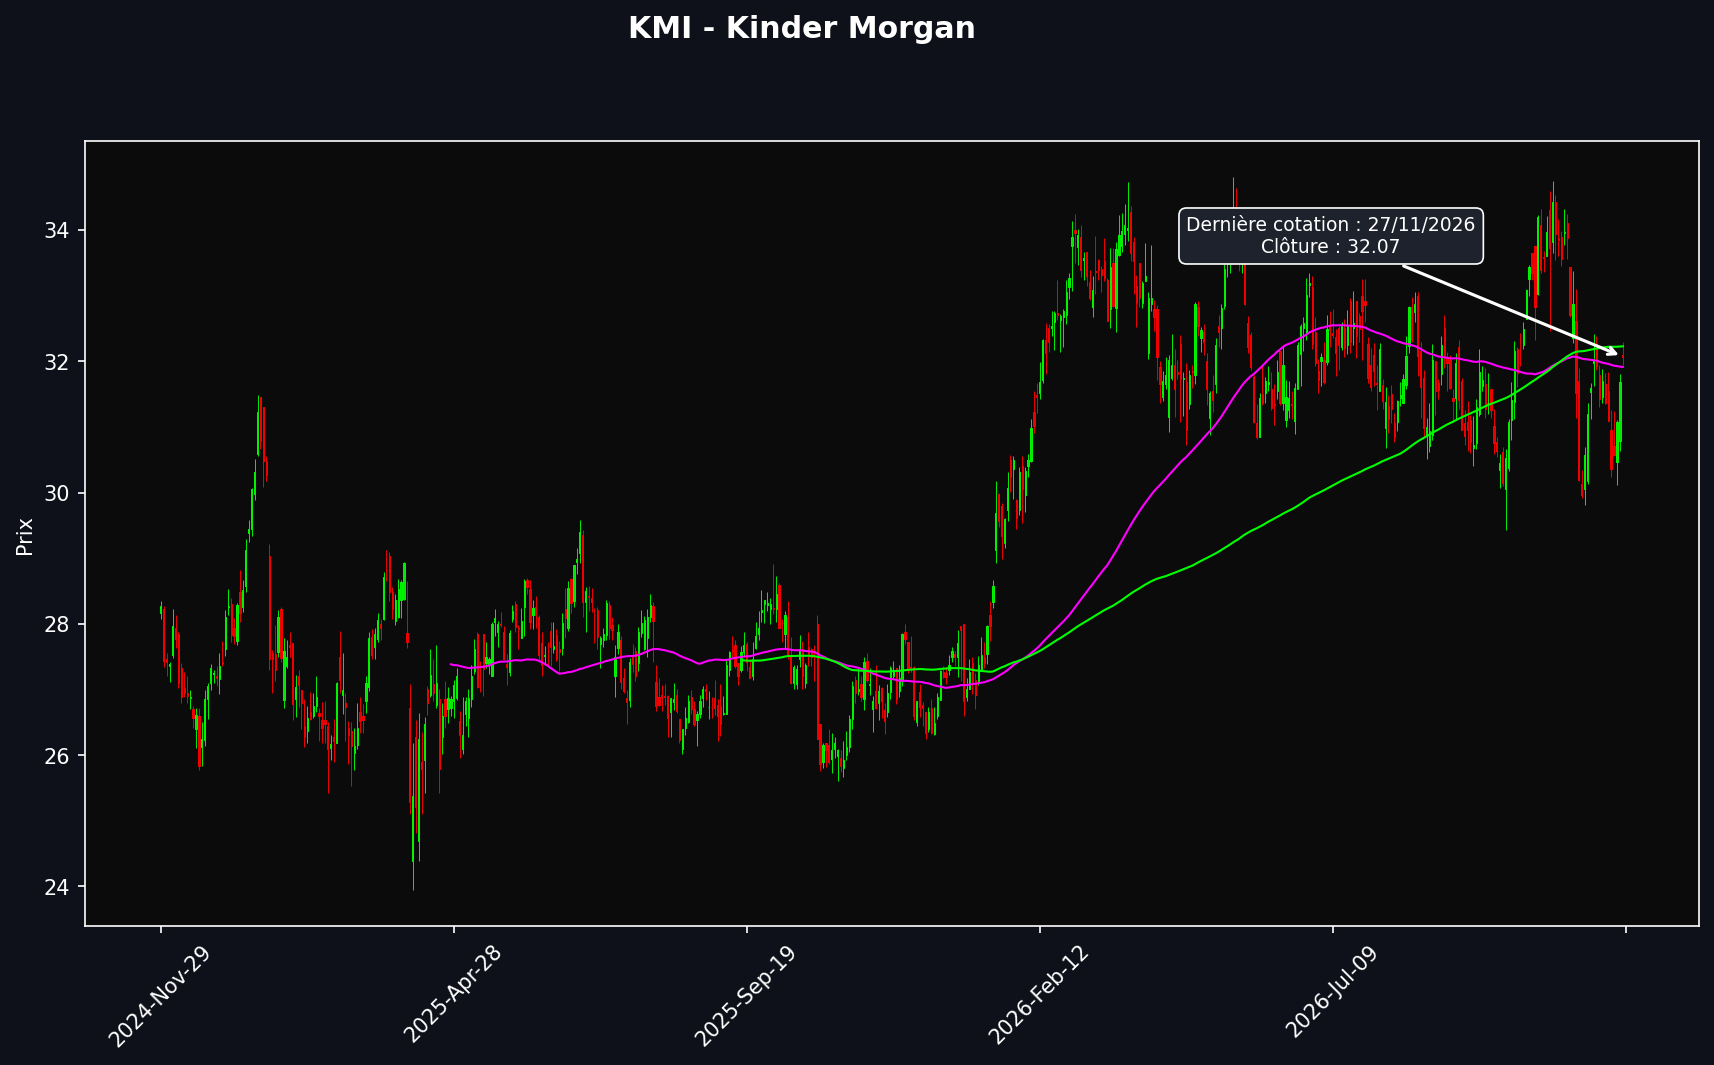 KMI - Kinder Morgan
Dernière cotation : 27/11/2026
Clôture : 32.07
Prix
34
32
30
28
26
24
2024-Nov-29
2025-Apr-28
2025-Sep-19
2026-Feb-12
2026-Jul-09